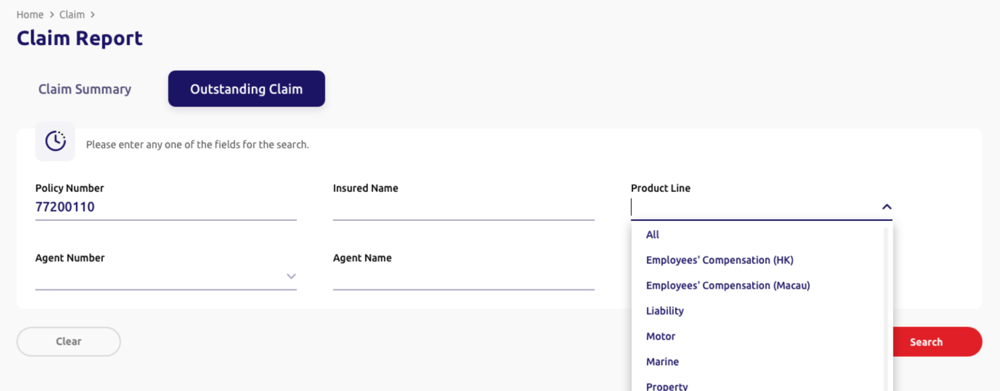 Home > Claim >
Claim Report
Claim Summary
Outstanding Claim
Please enter any one of the fields for the search.
Policy Number
77200110
Insured Name
Product Line
All
Employees' Compensation (HK)
Employees' Compensation (Macau)
Liability
Motor
Marine
Property
Agent Number
Agent Name
Clear
Search